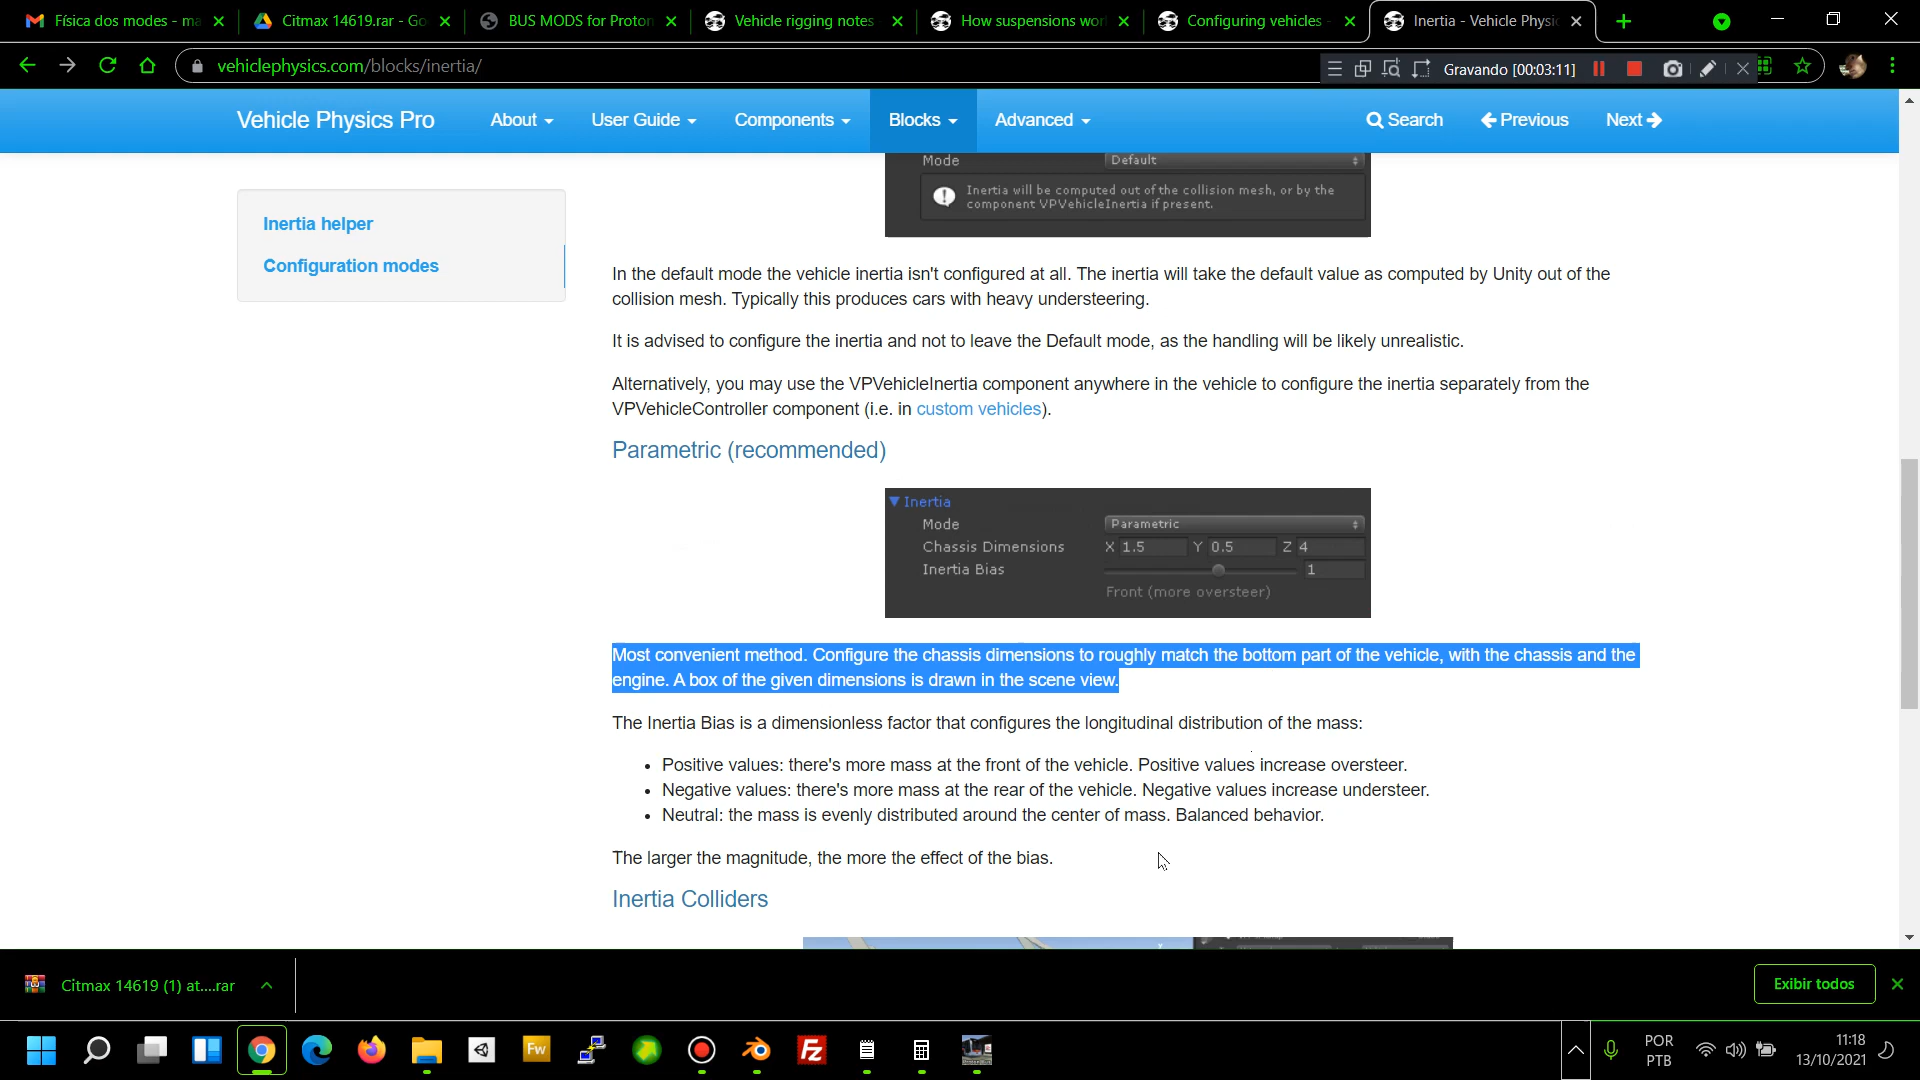 Física dos modes - ma
Citmax 14619.rar - Go
BUS MODS for Proton
Vehicle rigging notes
How suspensions wor
Configuring vehicles -
Inertia - Vehicle Physic
vehiclephysics.com/blocks/inertia/
Gravando [00:03:11]
Vehicle Physics Pro
About
User Guide
Components
Blocks
Advanced
Search
Previous
Next
Inertia helper
Configuration modes
Mode Default
Inertia will be computed out of the collision mesh, or by the
component VPVehicleInertia if present.
In the default mode the vehicle inertia isn't configured at all. The inertia will take the default value as computed by Unity out of the
collision mesh. Typically this produces cars with heavy understeering.
It is advised to configure the inertia and not to leave the Default mode, as the handling will be likely unrealistic.
Alternatively, you may use the VPVehicleInertia component anywhere in the vehicle to configure the inertia separately from the
VPVehicleController component (i.e. in custom vehicles).
Parametric (recommended)
Inertia
Mode Parametric
Chassis Dimensions X 1.5 Y 0.5 Z 4
Inertia Bias 1
Front (more oversteer)
Most convenient method. Configure the chassis dimensions to roughly match the bottom part of the vehicle, with the chassis and the
engine. A box of the given dimensions is drawn in the scene view.
The Inertia Bias is a dimensionless factor that configures the longitudinal distribution of the mass:
• Positive values: there's more mass at the front of the vehicle. Positive values increase oversteer.
• Negative values: there's more mass at the rear of the vehicle. Negative values increase understeer.
• Neutral: the mass is evenly distributed around the center of mass. Balanced behavior.
The larger the magnitude, the more the effect of the bias.
Inertia Colliders
Citmax 14619 (1) at....rar
Exibir todos
Fw
Fz
POR
PTB
11:18
13/10/2021